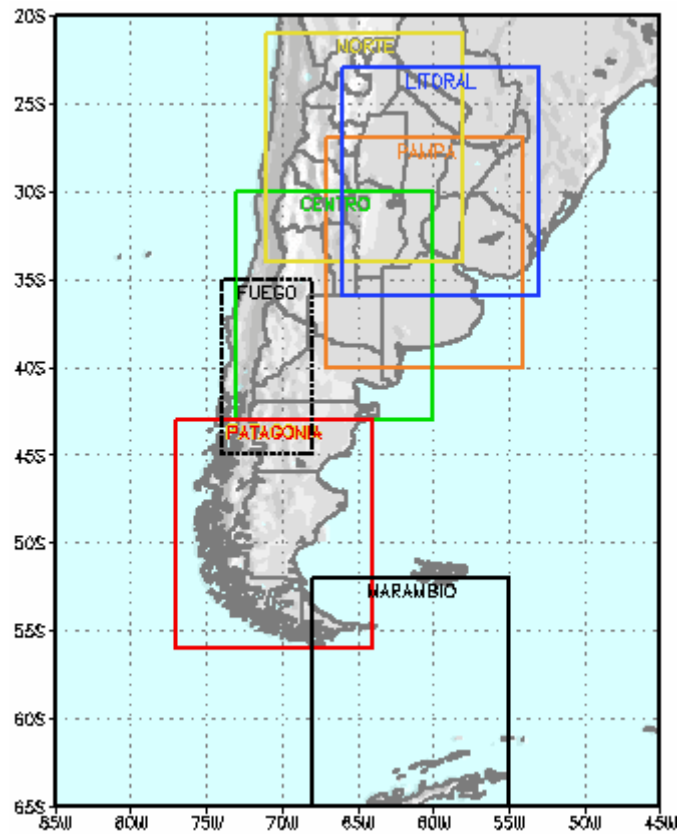 20S
NORTE
LITORAL
25S
PAMPA
30S
CENTRO
35S
FUEGO
40S
PATAGONIA
45S
50S
MARAMBIO
55S
60S
65S
85W 80W 75W 70W 65W 60W 55W 50W 45W